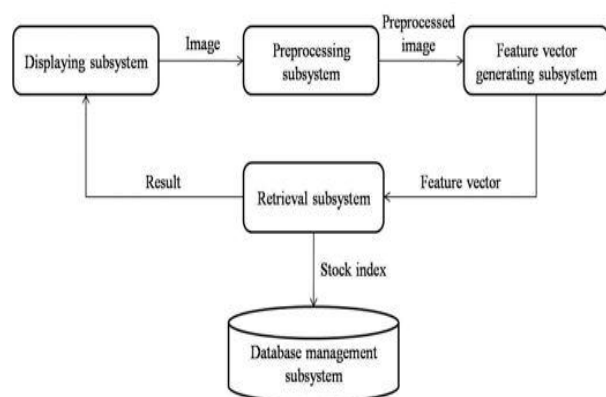 Displaying subsystem
Image
Preprocessing
subsystem
Preprocessed
image
Feature vector
generating subsystem
Result
Retrieval subsystem
Feature vector
Stock index
Database management
subsystem